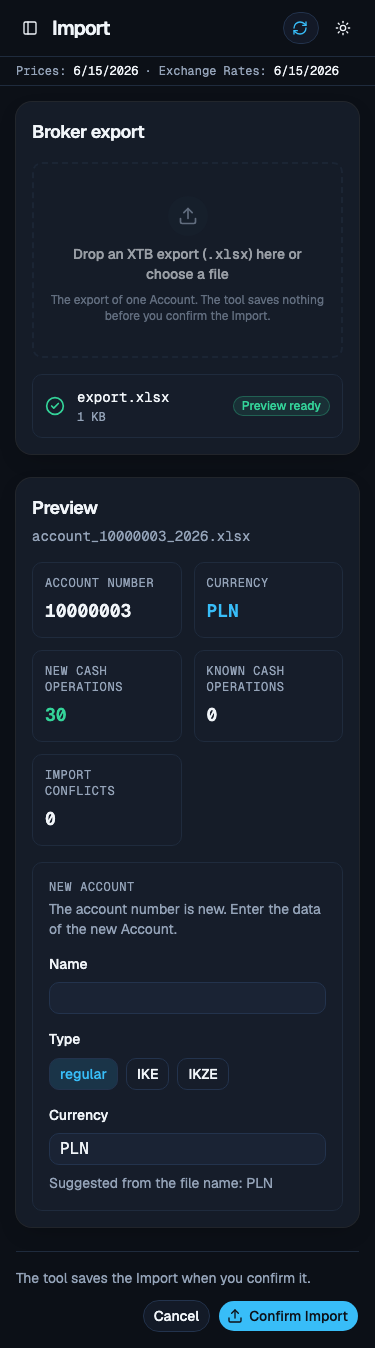 Import
Prices: 6/15/2026 · Exchange Rates: 6/15/2026
Broker export
Drop an XTB export (.xlsx) here or
choose a file
The export of one Account. The tool saves nothing
before you confirm the Import.
export.xlsx
Preview ready
1 KB
Preview
account_10000003_2026.xlsx
ACCOUNT NUMBER
10000003
CURRENCY
PLN
NEW CASH
OPERATIONS
30
KNOWN CASH
OPERATIONS
0
IMPORT
CONFLICTS
0
NEW ACCOUNT
The account number is new. Enter the data
of the new Account.
Name
Type
regular IKE IKZE
Currency
PLN
Suggested from the file name: PLN
The tool saves the Import when you confirm it.
Cancel Confirm Import